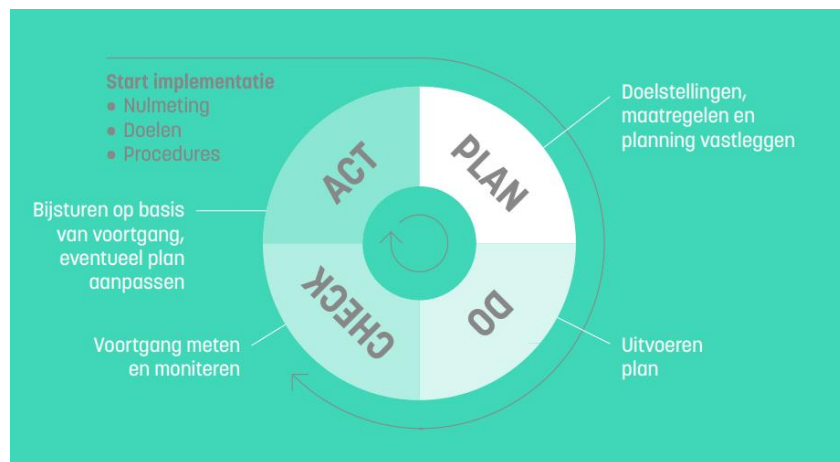 Start implementatie
● Nulmeting
● Doelen
● Procedures
Doelstellingen,
maatregelen en
planning vastleggen
PLAN
DO
Uitvoeren
plan
CHECK
Voortgang meten
en moniteren
ACT
Bijsturen op basis
van voortgang,
eventueel plan
aanpassen